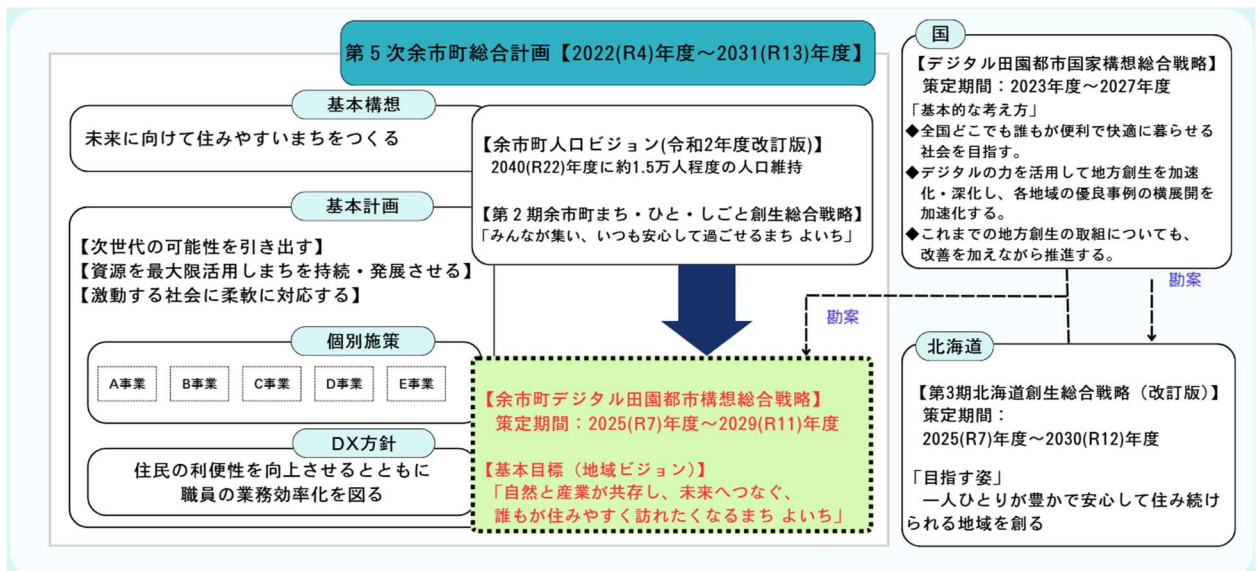 第5次余市町総合計画【2022(R4)年度～2031(R13)年度】
基本構想
未来に向けて住みやすいまちをつくる
基本計画
【次世代の可能性を引き出す】
【資源を最大限活用しまちを持続・発展させる】
【激動する社会に柔軟に対応する】
個別施策
A事業
B事業
C事業
D事業
E事業
DX方針
住民の利便性を向上させるとともに
職員の業務効率化を図る
【余市町人口ビジョン(令和2年度改訂版)】
2040(R22)年度に約1.5万人程度の人口維持
【第2期余市町まち・ひと・しごと創生総合戦略】
「みんなが集い、いつも安心して過ごせるまち よいち」
【余市町デジタル田園都市構想総合戦略】
策定期間：2025(R7)年度～2029(R11)年度
【基本目標（地域ビジョン）】
「自然と産業が共存し、未来へつなぐ、
誰もが住みやすく訪れたくなるまち よいち」
国
【デジタル田園都市国家構想総合戦略】
策定期間：2023年度～2027年度
「基本的な考え方」
◆全国どこでも誰もが便利で快適に暮らせる
社会を目指す。
◆デジタルの力を活用して地方創生を加速
化・深化し、各地域の優良事例の横展開を
加速化する。
◆これまでの地方創生の取組についても、
改善を加えながら推進する。
勘案
勘案
北海道
【第3期北海道創生総合戦略（改訂版）】
策定期間：
2025(R7)年度～2030(R12)年度
「目指す姿」
一人ひとりが豊かで安心して住み続け
られる地域を創る